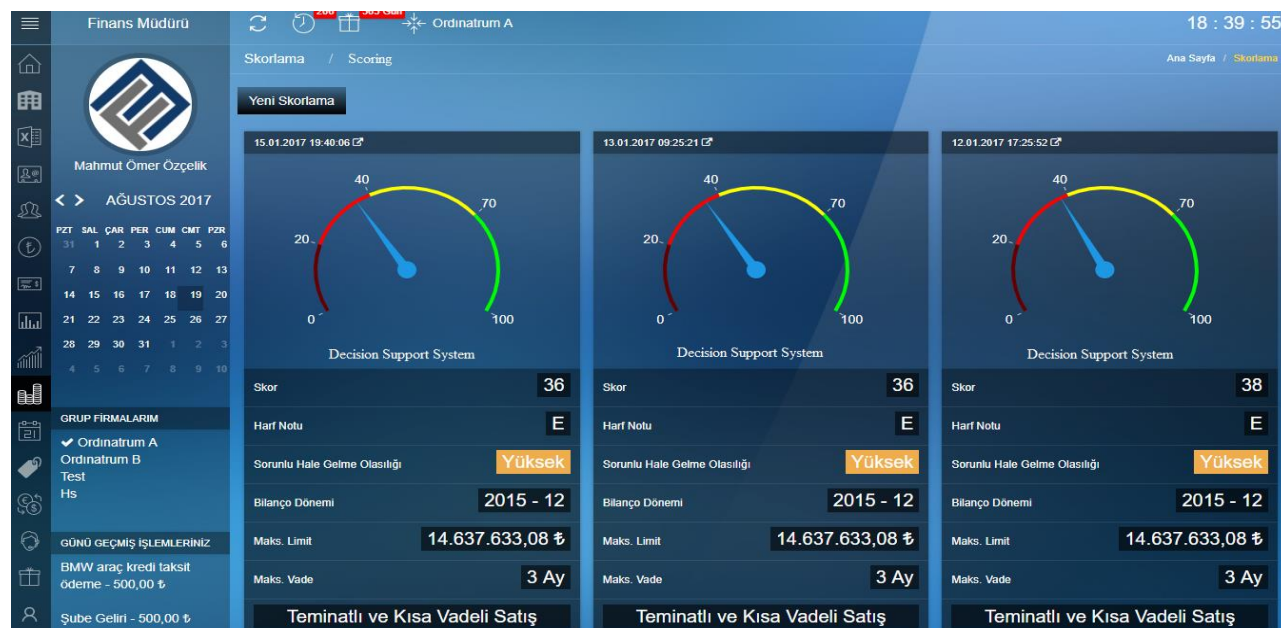 Finans Müdürü
Ordınatrum A
18 : 39 : 55
Skorlama / Scoring
Ana Sayfa / Skorlama
Yeni Skorlama
Mahmut Ömer Özçelik
< > AĞUSTOS 2017
PZT SAL ÇAR PER CUM CMT PZR
31 1 2 3 4 5 6
7 8 9 10 11 12 13
14 15 16 17 18 19 20
21 22 23 24 25 26 27
28 29 30 31 1 2 3
4 5 6 7 8 9 10
GRUP FİRMALARIM
Ordınatrum A
Ordınatrum B
Test
Hs
GÜNÜ GEÇMİŞ İŞLEMLERİNİZ
BMW araç kredi taksit
ödeme - 500,00 ₺
Şube Geliri - 500,00 ₺
15.01.2017 19:40:06
0 20 40 70 100
Decision Support System
Skor 36
Harf Notu E
Sorunlu Hale Gelme Olasılığı Yüksek
Bilanço Dönemi 2015 - 12
Maks. Limit 14.637.633,08 ₺
Maks. Vade 3 Ay
Teminatlı ve Kısa Vadeli Satış
13.01.2017 09:25:21
0 20 40 70 100
Decision Support System
Skor 36
Harf Notu E
Sorunlu Hale Gelme Olasılığı Yüksek
Bilanço Dönemi 2015 - 12
Maks. Limit 14.637.633,08 ₺
Maks. Vade 3 Ay
Teminatlı ve Kısa Vadeli Satış
12.01.2017 17:25:52
0 20 40 70 100
Decision Support System
Skor 38
Harf Notu E
Sorunlu Hale Gelme Olasılığı Yüksek
Bilanço Dönemi 2015 - 12
Maks. Limit 14.637.633,08 ₺
Maks. Vade 3 Ay
Teminatlı ve Kısa Vadeli Satış